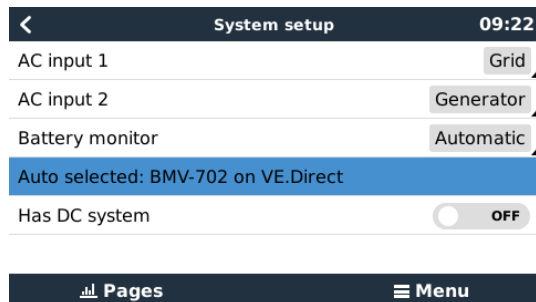 System setup 09:22
AC input 1 Grid
AC input 2 Generator
Battery monitor Automatic
Auto selected: BMV-702 on VE.Direct
Has DC system OFF
Pages Menu